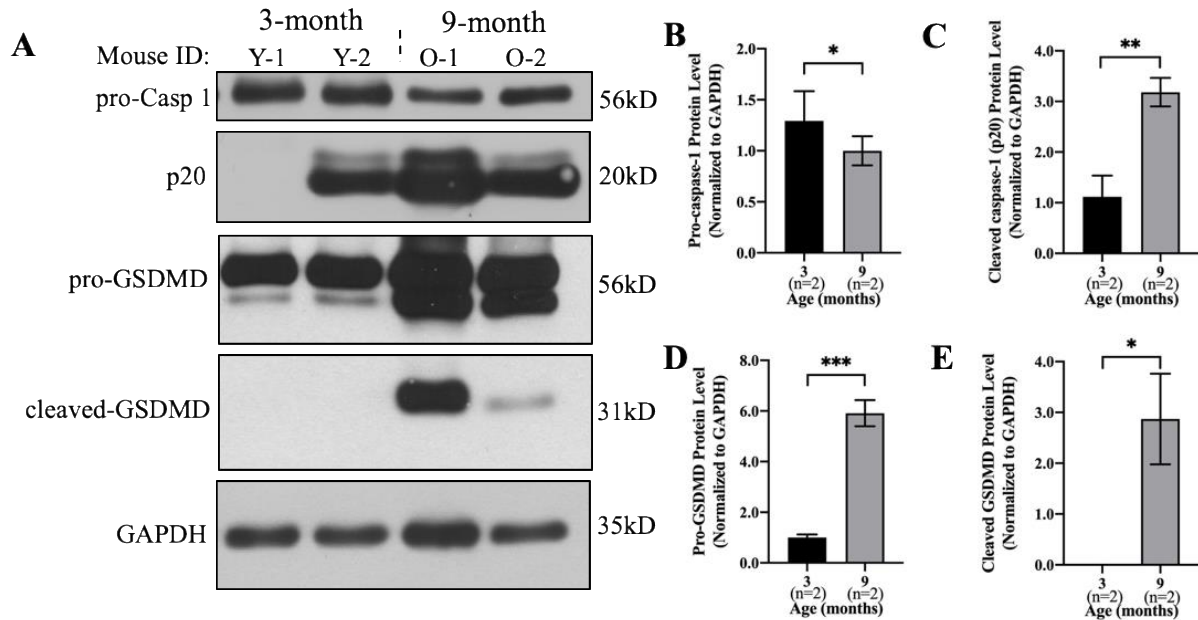 A
3-month 9-month
Mouse ID: Y-1 Y-2 O-1 O-2
pro-Casp 1 56kD
p20 20kD
pro-GSDMD 56kD
cleaved-GSDMD 31kD
GAPDH 35kD
B
Pro-caspase-1 Protein Level
(Normalized to GAPDH)
2.0
1.5
1.0
0.5
0.0
*
3 9
(n=2) (n=2)
Age (months)
C
Cleaved caspase-1 (p20) Protein Level
(Normalized to GAPDH)
4.0
3.0
2.0
1.0
0.0
**
3 9
(n=2) (n=2)
Age (months)
D
Pro-GSDMD Protein Level
(Normalized to GAPDH)
8.0
6.0
4.0
2.0
0.0
***
3 9
(n=2) (n=2)
Age (months)
E
Cleaved GSDMD Protein Level
(Normalized to GAPDH)
4.0
3.0
2.0
1.0
0.0
*
3 9
(n=2) (n=2)
Age (months)